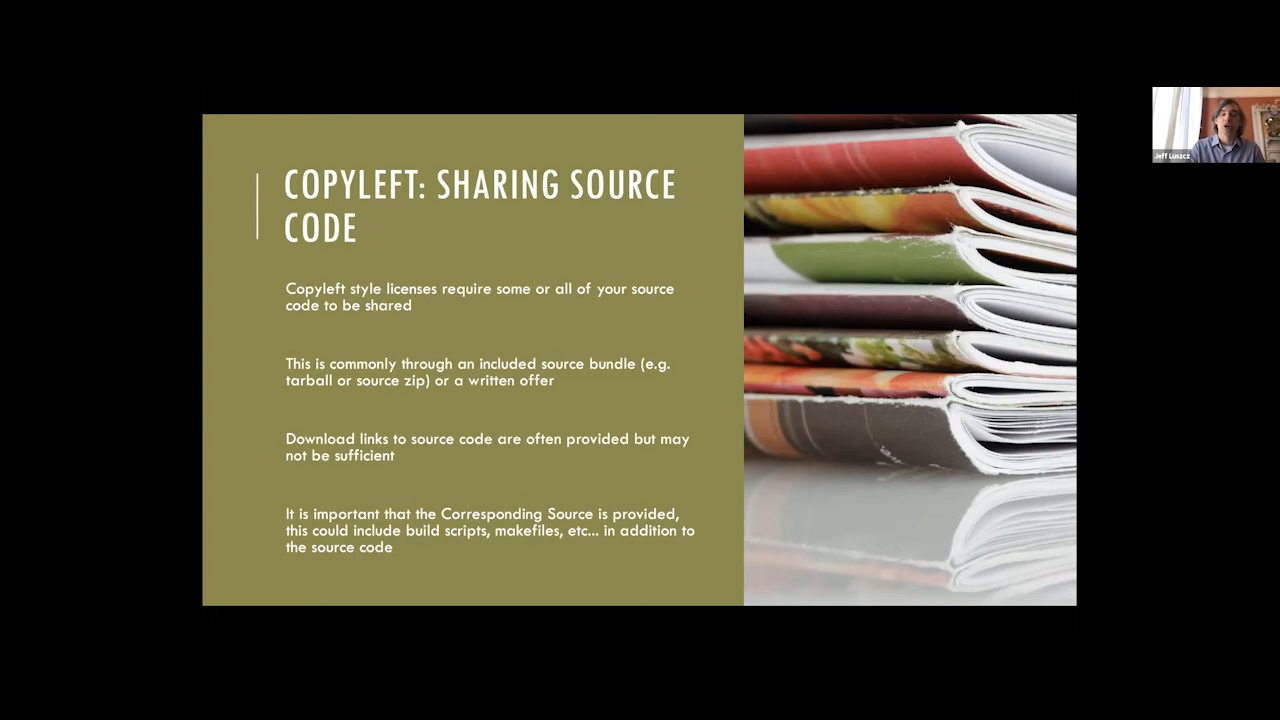 COPYLEFT: SHARING SOURCE
CODE
Copyleft style licenses require some or all of your source
code to be shared
This is commonly through an included source bundle (e.g.
tarball or source zip) or a written offer
Download links to source code are often provided but may
not be sufficient
It is important that the Corresponding Source is provided,
this could include build scripts, makefiles, etc... in addition to
the source code
Jeff Luszcz